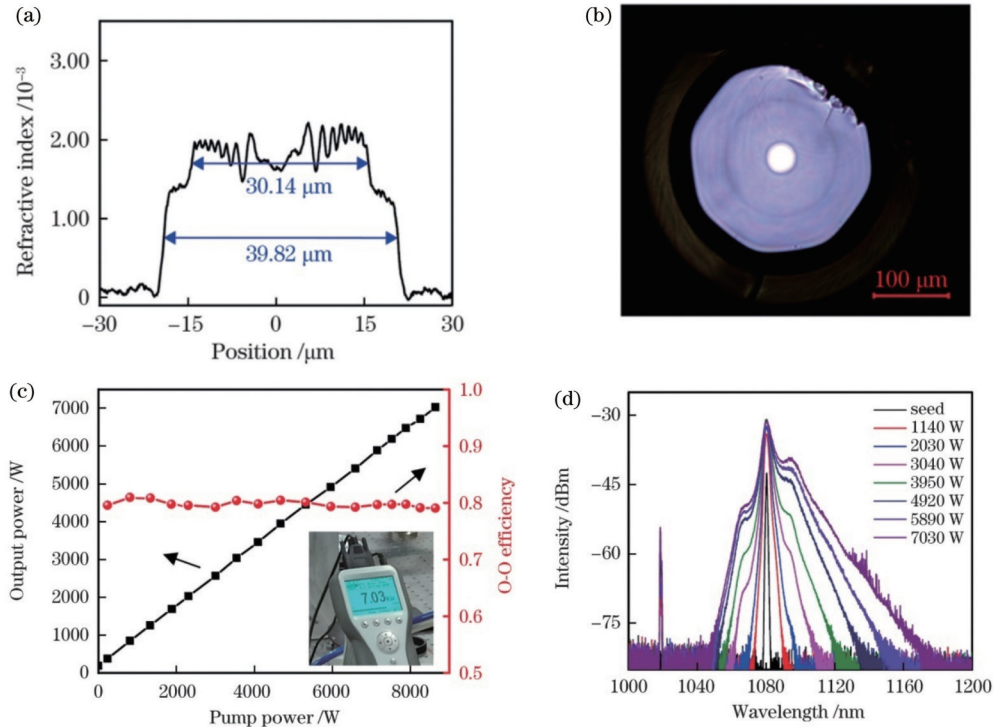 (a)
3.00
2.00
1.00
0
Refractive index /10⁻³
30.14 μm
39.82 μm
−30
−15
0
15
30
Position /μm
(b)
100 μm
(c)
7000
6000
5000
4000
3000
2000
1000
0
Output power /W
1.0
0.9
0.8
0.7
0.6
0.5
O-O efficiency
7.03
0
2000
4000
6000
8000
Pump power /W
(d)
−30
−45
−60
−75
Intensity /dBm
seed
1140 W
2030 W
3040 W
3950 W
4920 W
5890 W
7030 W
1000
1040
1080
1120
1160
1200
Wavelength /nm